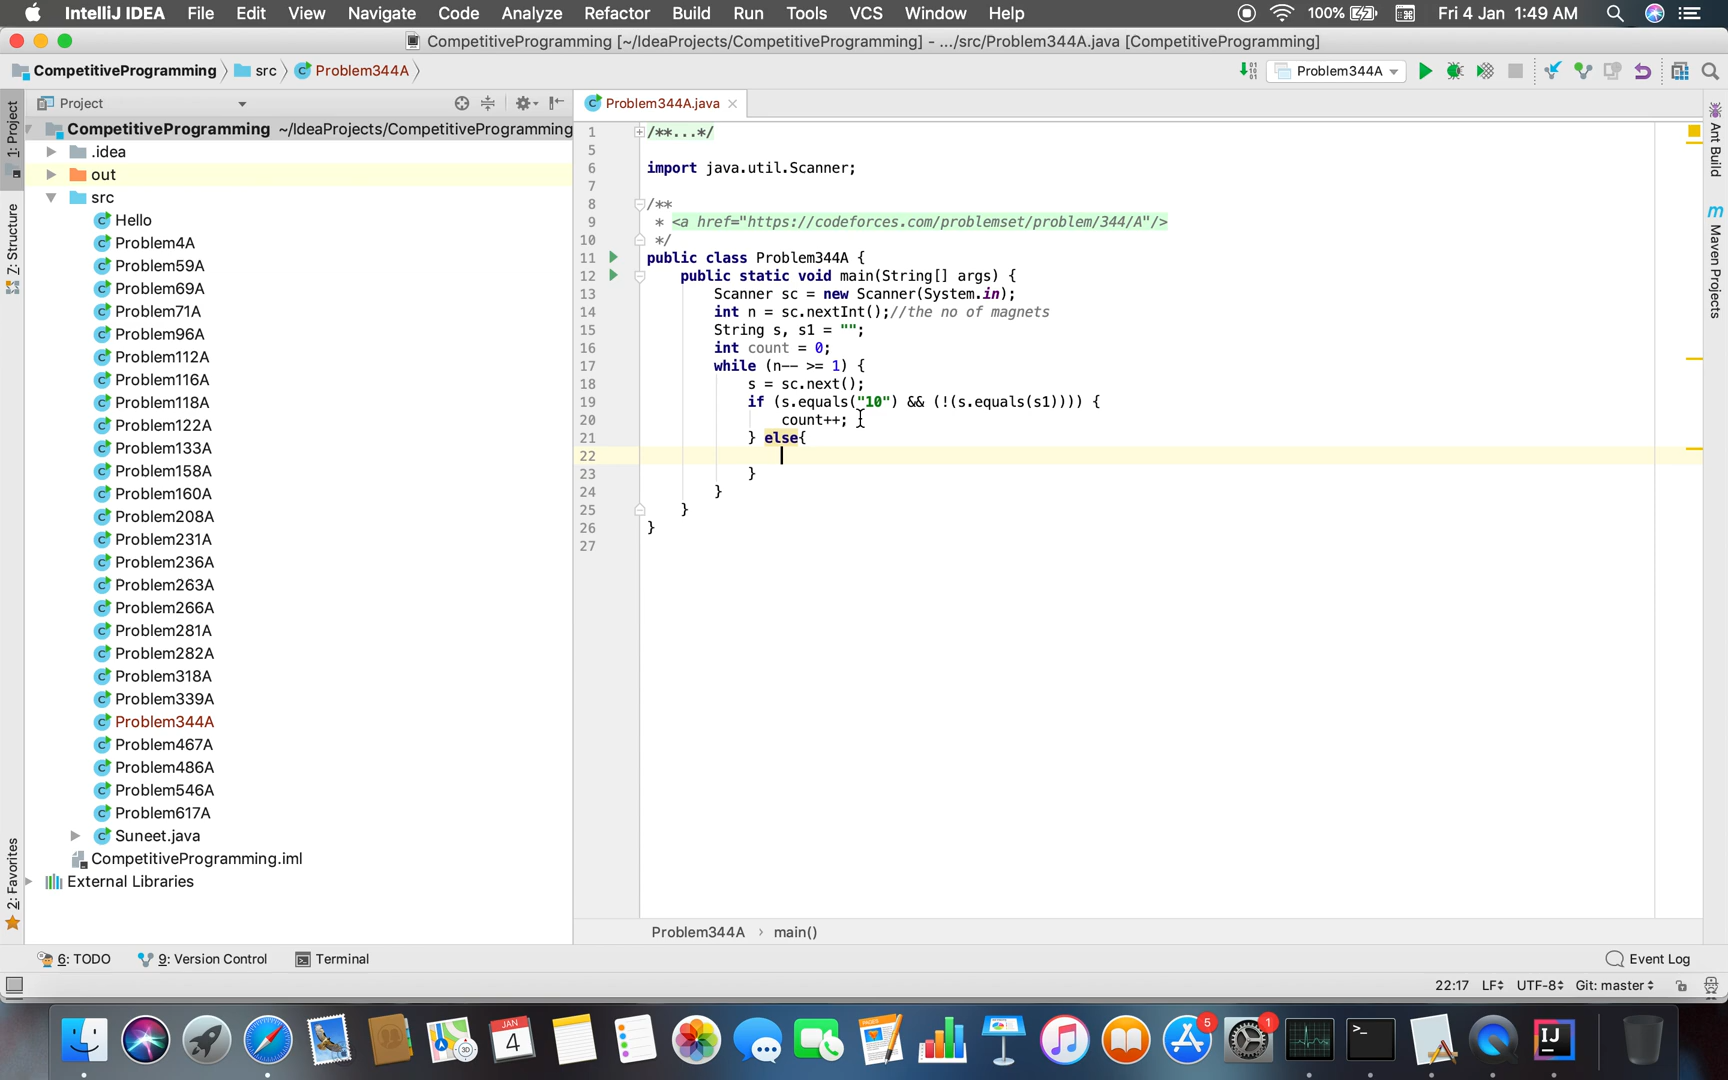 IntelliJ IDEA File Edit View Navigate Code Analyze Refactor Build Run Tools VCS Window Help 100% Fri 4 Jan 1:49 AM
CompetitiveProgramming [~/IdeaProjects/CompetitiveProgramming] - .../src/Problem344A.java [CompetitiveProgramming]
CompetitiveProgramming src Problem344A Problem344A
Project
Problem344A.java
1: Project
Z: Structure
2: Favorites
CompetitiveProgramming ~/IdeaProjects/CompetitiveProgramming
.idea
out
src
Hello
Problem4A
Problem59A
Problem69A
Problem71A
Problem96A
Problem112A
Problem116A
Problem118A
Problem122A
Problem133A
Problem158A
Problem160A
Problem208A
Problem231A
Problem236A
Problem263A
Problem266A
Problem281A
Problem282A
Problem318A
Problem339A
Problem344A
Problem467A
Problem486A
Problem546A
Problem617A
Suneet.java
CompetitiveProgramming.iml
External Libraries
1 /**...*/
5
6 import java.util.Scanner;
7
8 /**
9 * <a href="https://codeforces.com/problemset/problem/344/A"/>
10 */
11 public class Problem344A {
12 public static void main(String[] args) {
13 Scanner sc = new Scanner(System.in);
14 int n = sc.nextInt();//the no of magnets
15 String s, s1 = "";
16 int count = 0;
17 while (n-- >= 1) {
18 s = sc.next();
19 if (s.equals("10") && (!(s.equals(s1)))) {
20 count++;
21 } else{
22
23 }
24 }
25 }
26 }
27
Ant Build
m Maven Projects
Problem344A › main()
6: TODO 9: Version Control Terminal Event Log
22:17 LF UTF-8 Git: master
JAN
4
5
1
IJ